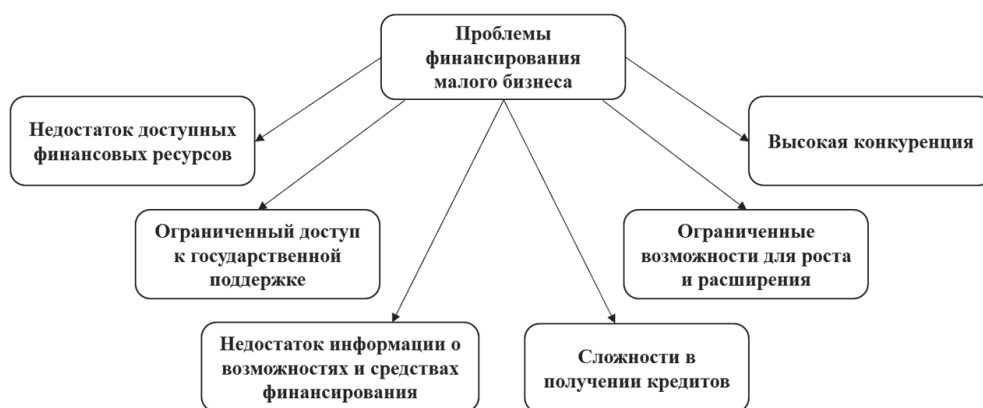 Проблемы
финансирования
малого бизнеса
Недостаток доступных
финансовых ресурсов
Высокая конкуренция
Ограниченный доступ
к государственной
поддержке
Ограниченные
возможности для роста
и расширения
Недостаток информации о
возможностях и средствах
финансирования
Сложности в
получении кредитов